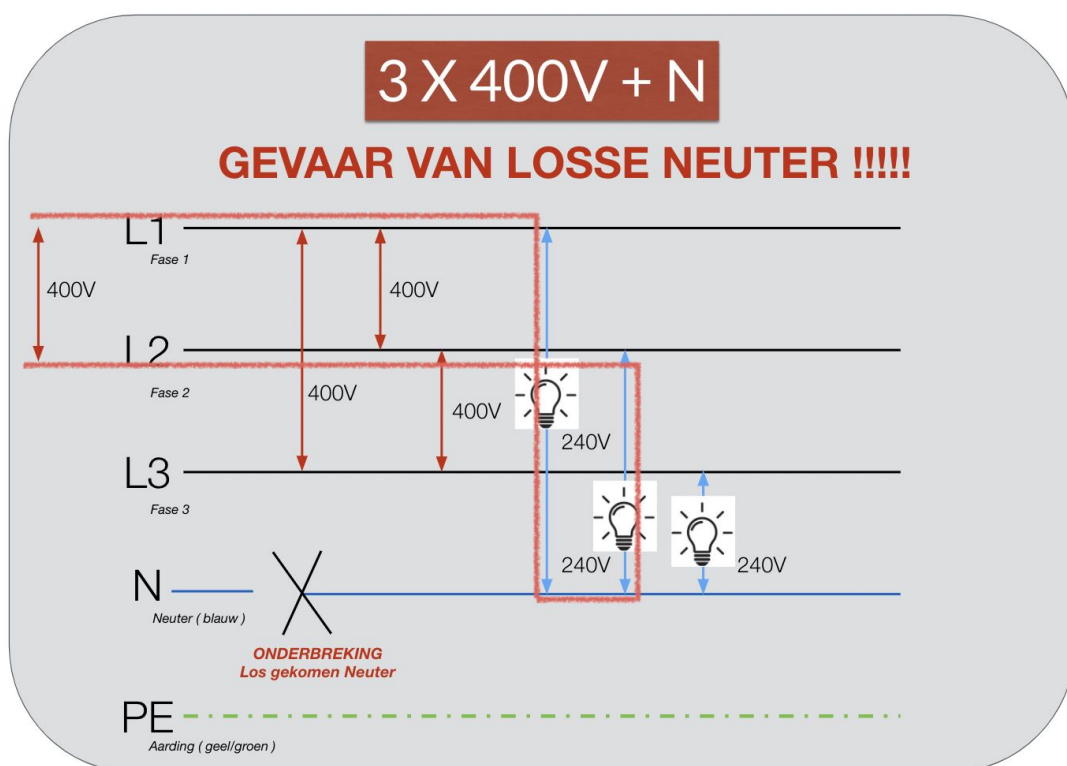 3 X 400V + N
GEVAAR VAN LOSSE NEUTER !!!!!
L1
Fase 1
400V
400V
L2
Fase 2
400V
400V
240V
L3
Fase 3
240V
240V
N
Neuter ( blauw )
ONDERBREKING
Los gekomen Neuter
PE
Aarding ( geel/groen )